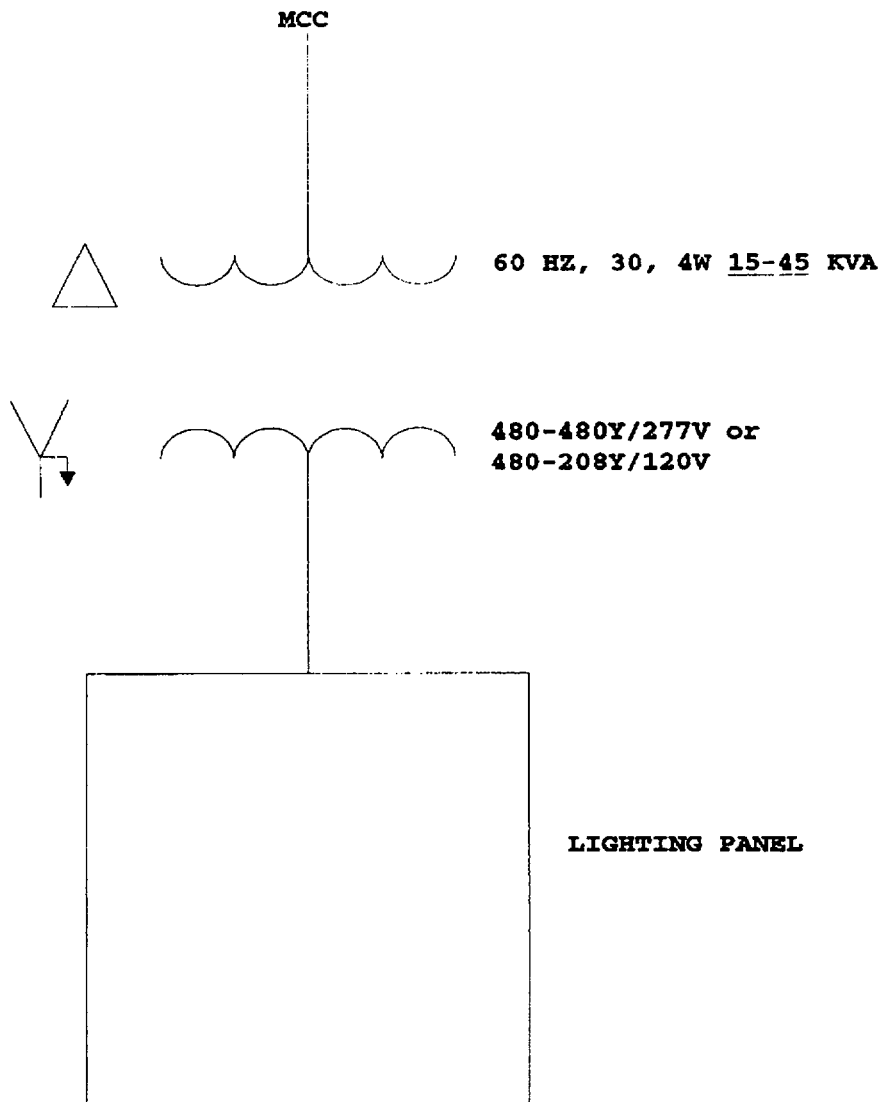 MCC
60 HZ, 30, 4W 15-45 KVA
480-480Y/277V or
480-208Y/120V
LIGHTING PANEL